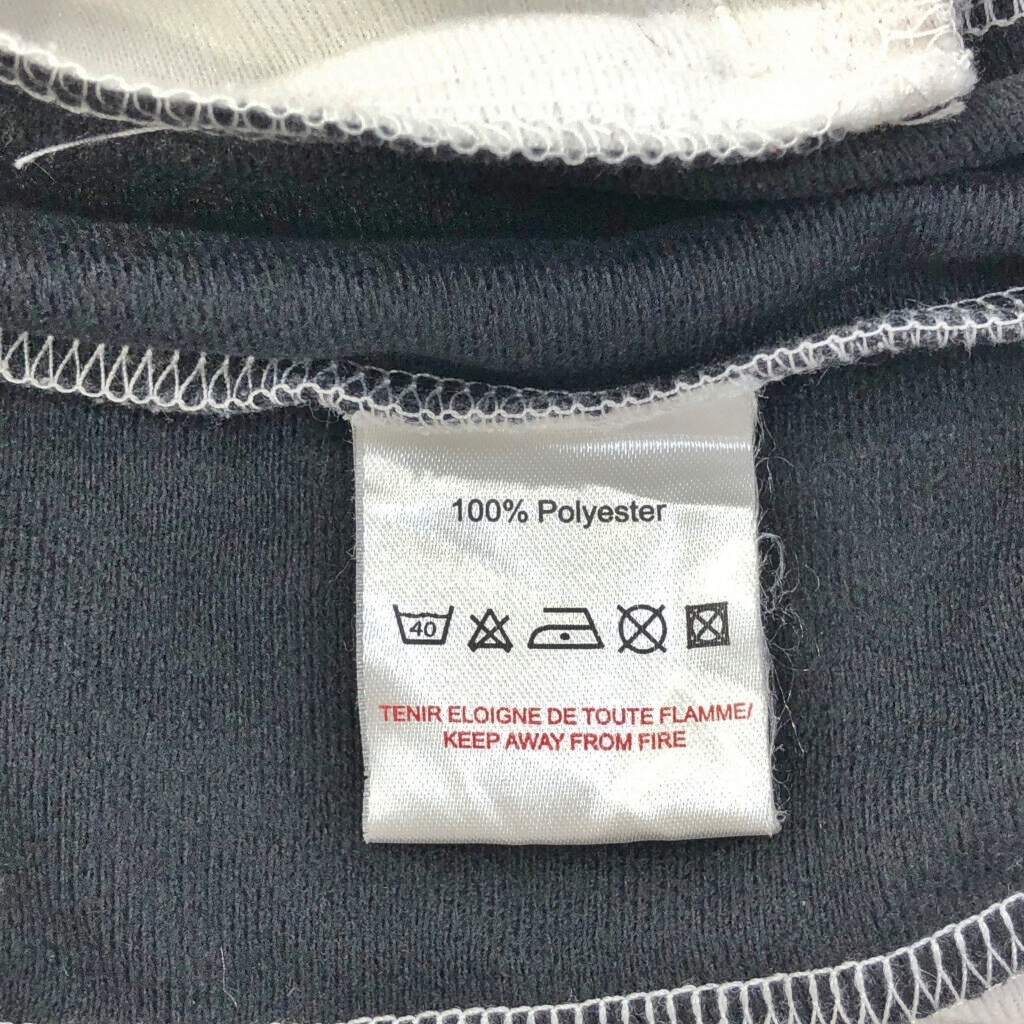 100% Polyester
40
TENIR ELOIGNE DE TOUTE FLAMME/
KEEP AWAY FROM FIRE